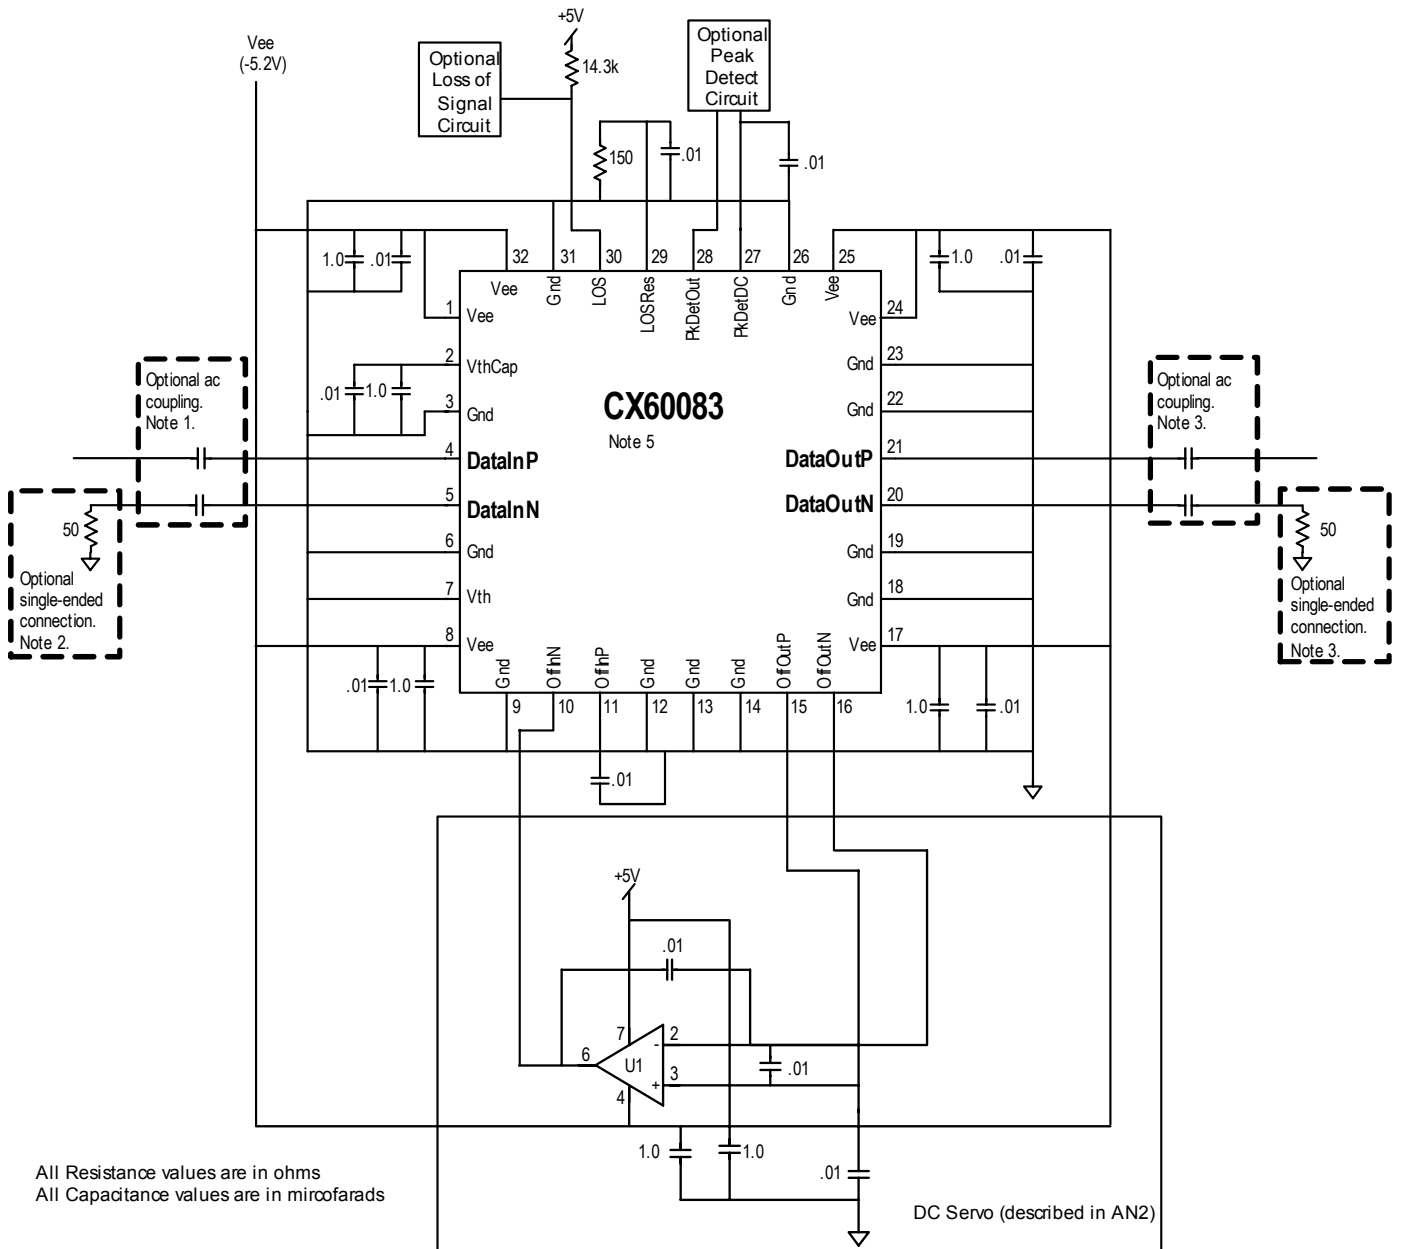 +5V
Vee
(-5.2V)
Optional
Loss of
Signal
Circuit
14.3k
Optional
Peak
Detect
Circuit
150
.01
.01
1.0
.01
32
31
30
29
28
27
26
25
1.0
.01
Vee
Gnd
LOS
LOSRes
PkDetOut
PkDetDC
Gnd
Vee
1
Vee
24
Vee
2
VthCap
23
Gnd
.01
1.0
3
Gnd
22
Gnd
CX60083
Note 5
Optional ac
coupling.
Note 1.
Optional ac
coupling.
Note 3.
4
DataInP
21
DataOutP
5
DataInN
20
DataOutN
50
Optional
single-ended
connection.
Note 2.
50
Optional
single-ended
connection.
Note 3.
6
Gnd
19
Gnd
7
Vth
18
Gnd
8
Vee
17
Vee
.01
1.0
Gnd
OffInN
OffInP
Gnd
Gnd
Gnd
OffOutP
OffOutN
9
10
11
12
13
14
15
16
1.0
.01
.01
+5V
.01
7
2
-
6
U1
3
+
4
.01
1.0
1.0
.01
All Resistance values are in ohms
All Capacitance values are in mircofarads
DC Servo (described in AN2)